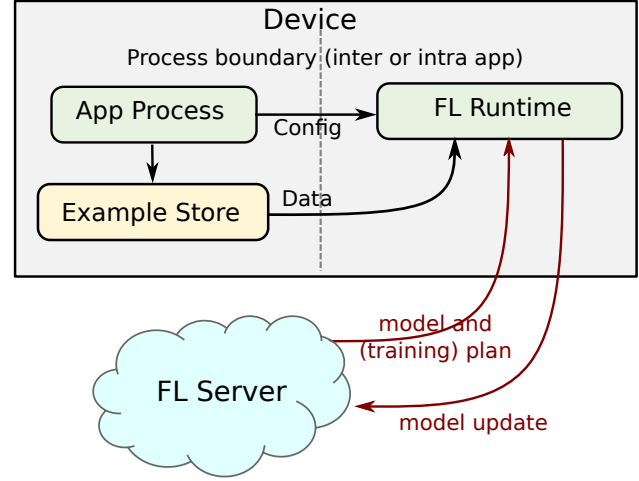 Device
Process boundary (inter or intra app)
App Process
FL Runtime
Config
Example Store
Data
model and
(training) plan
FL Server
model update